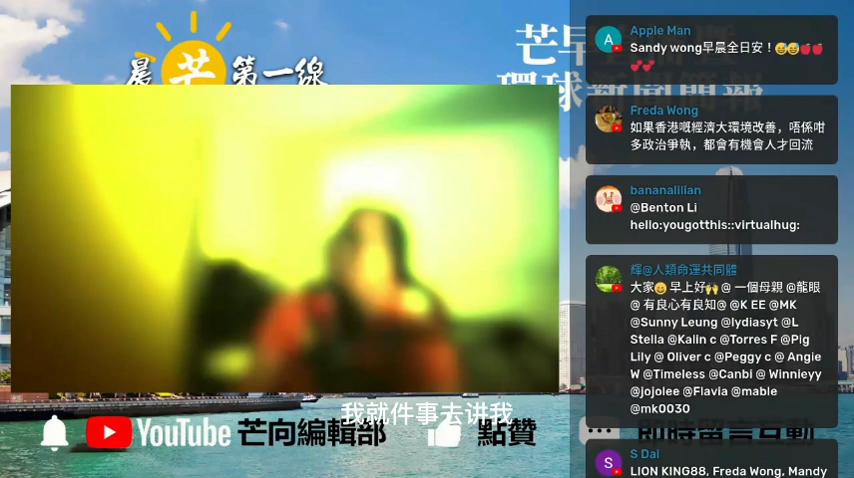 晨 芒 第一線
芒早
環球新聞簡報
Apple Man
Sandy wong早晨全日安！😅😅🍎🍎
💕💕
Freda Wong
如果香港嘅經濟大環境改善，唔係咁
多政治爭執，都會有機會人才回流
bananalilian
@Benton Li
hello:yougotthis::virtualhug:
輝@人類命運共同體
大家😀早上好🙌@ 一個母親 @龍眼
@ 有良心有良知@ @K EE @MK
@Sunny Leung @lydiasyt @L
Stella @Kalin c @Torres F @Pig
Lily @ Oliver c @Peggy c @ Angie
W @Timeless @Canbi @ Winnieyy
@jojolee @Flavia @mable
@mk0030
S Dai
LION KING88, Freda Wong, Mandy
我就件事去讲我
YouTube 芒向編輯部 點贊 即時留言互動